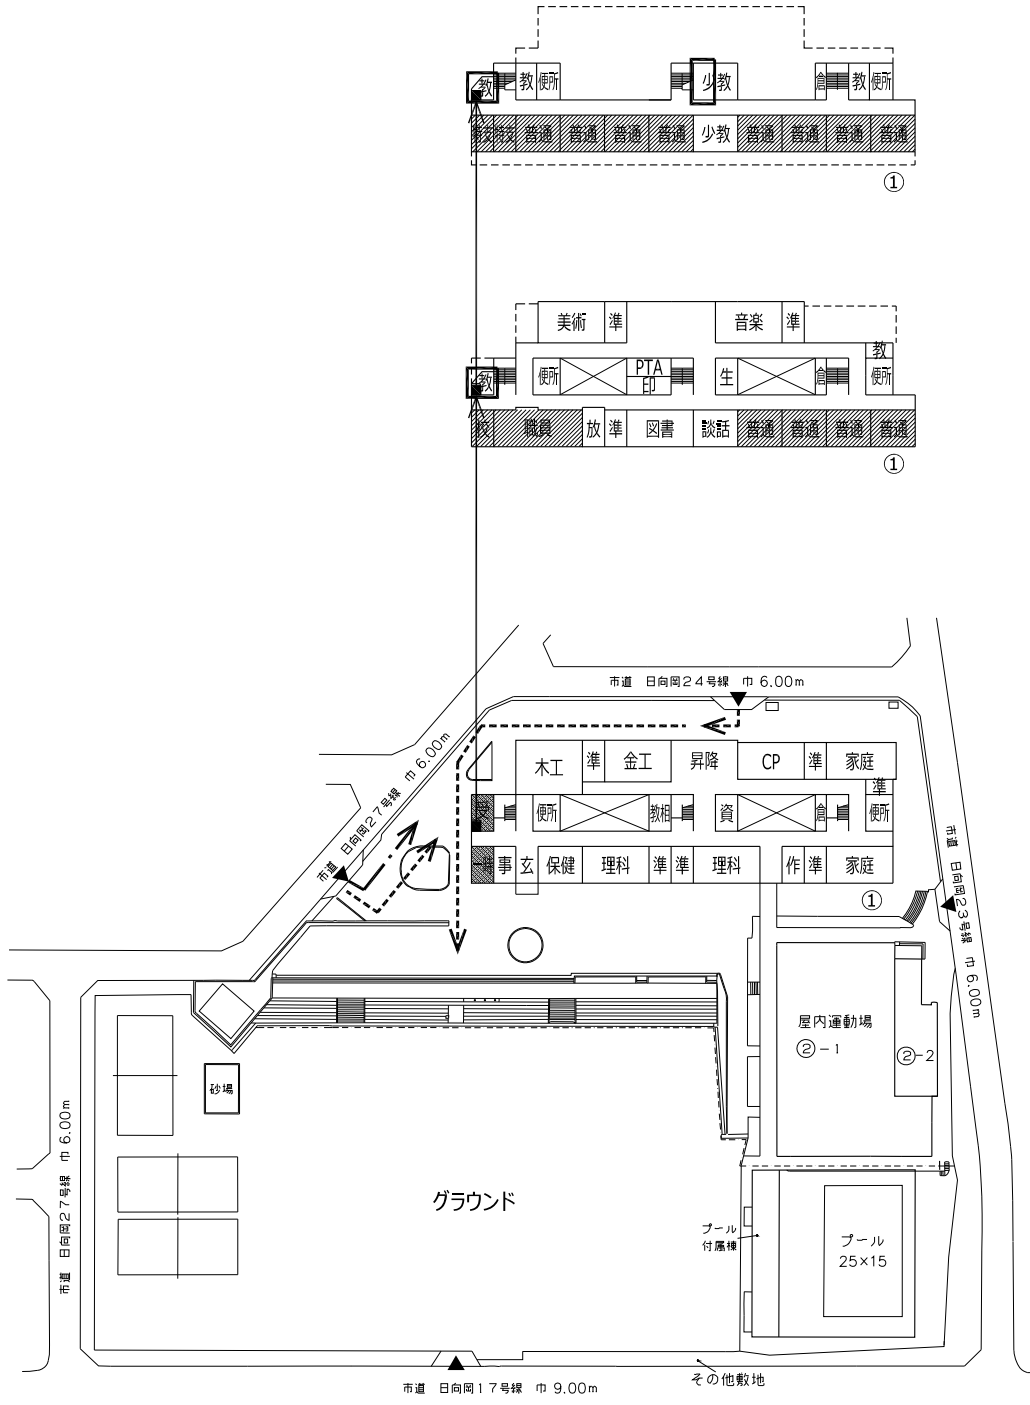 教 教 便所 少教 倉 教 便所
特支 特支 普通 普通 普通 普通 少教 普通 普通 普通 普通
①
美術 準 音楽 準
教
教 便所 PTA 生 倉 便所
印
校 職員 放 準 図書 談話 普通 普通 普通 普通
①
市道 日向岡24号線 巾 6.00m
木工 準 金工 昇降 CP 準 家庭
準
便所 教相 資 倉 便所
事 玄 保健 理科 準 準 理科 作 準 家庭
①
市道 日向岡27号線 巾 6.00m
市道 日向岡23号線 巾 6.00m
屋内運動場
②-1
②-2
砂場
市道 日向岡27号線 巾 6.00m
グラウンド
プール
付属棟
プール
25×15
その他敷地
市道 日向岡17号線 巾 9.00m